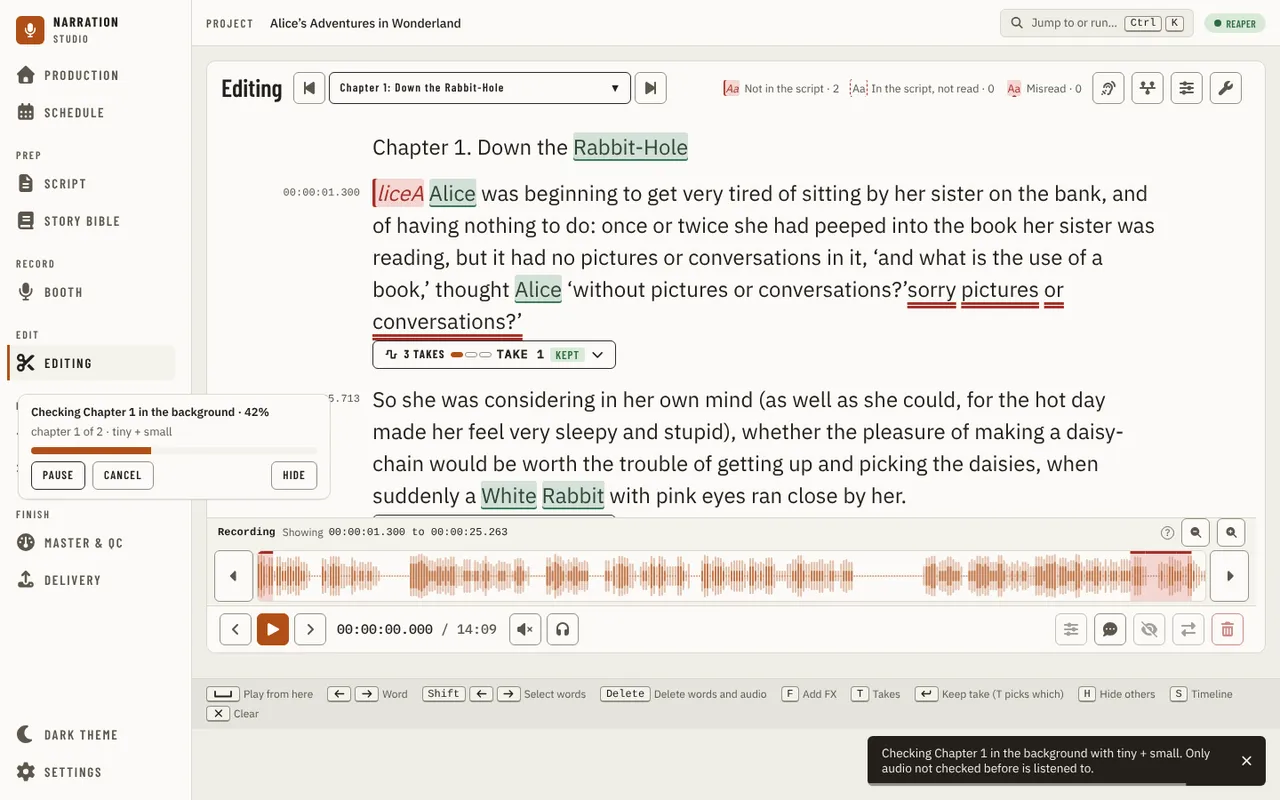 NARRATION
STUDIO
PROJECT Alice's Adventures in Wonderland
Jump to or run... Ctrl K
REAPER
PRODUCTION
SCHEDULE
PREP
SCRIPT
STORY BIBLE
RECORD
BOOTH
EDIT
EDITING
Checking Chapter 1 in the background · 42%
chapter 1 of 2 · tiny + small
PAUSE CANCEL HIDE
FINISH
MASTER & QC
DELIVERY
DARK THEME
SETTINGS
Editing
Chapter 1: Down the Rabbit-Hole
Aa Not in the script · 2 Aa In the script, not read · 0 Aa Misread · 0
Chapter 1. Down the Rabbit-Hole
00:00:01.300
liceA Alice was beginning to get very tired of sitting by her sister on the bank, and
of having nothing to do: once or twice she had peeped into the book her sister was
reading, but it had no pictures or conversations in it, ‘and what is the use of a
book,’ thought Alice ‘without pictures or conversations?’sorry pictures or
conversations?’
3 TAKES TAKE 1 KEPT
5.713
So she was considering in her own mind (as well as she could, for the hot day
made her feel very sleepy and stupid), whether the pleasure of making a daisy-
chain would be worth the trouble of getting up and picking the daisies, when
suddenly a White Rabbit with pink eyes ran close by her.
Recording Showing 00:00:01.300 to 00:00:25.263 ?
00:00:00.000 / 14:09
Play from here ← → Word Shift ← → Select words Delete Delete words and audio F Add FX T Takes ↵ Keep take (T picks which) H Hide others S Timeline
✕ Clear
Checking Chapter 1 in the background with tiny + small. Only
audio not checked before is listened to.